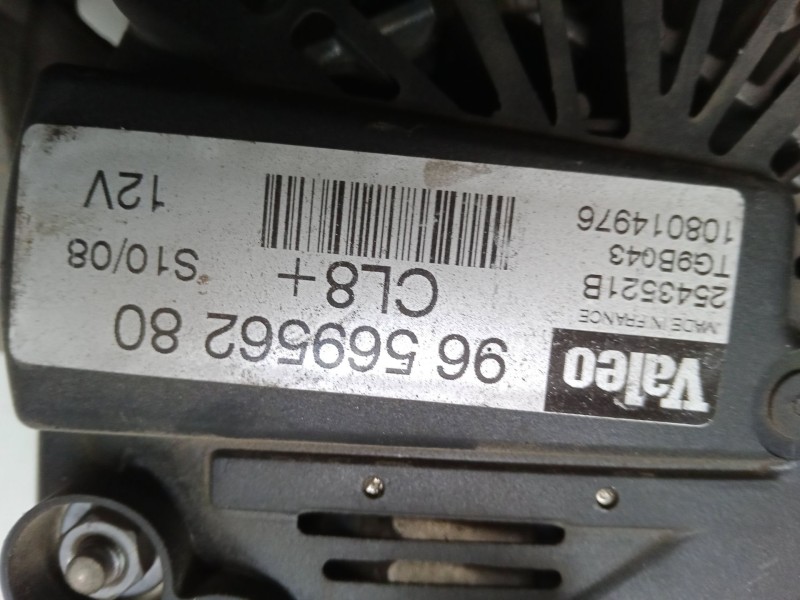 Valeo
96 569562 80
MADE IN FRANCE
2543521B
CL8+
S10/08
TG9B043
108014976
12V